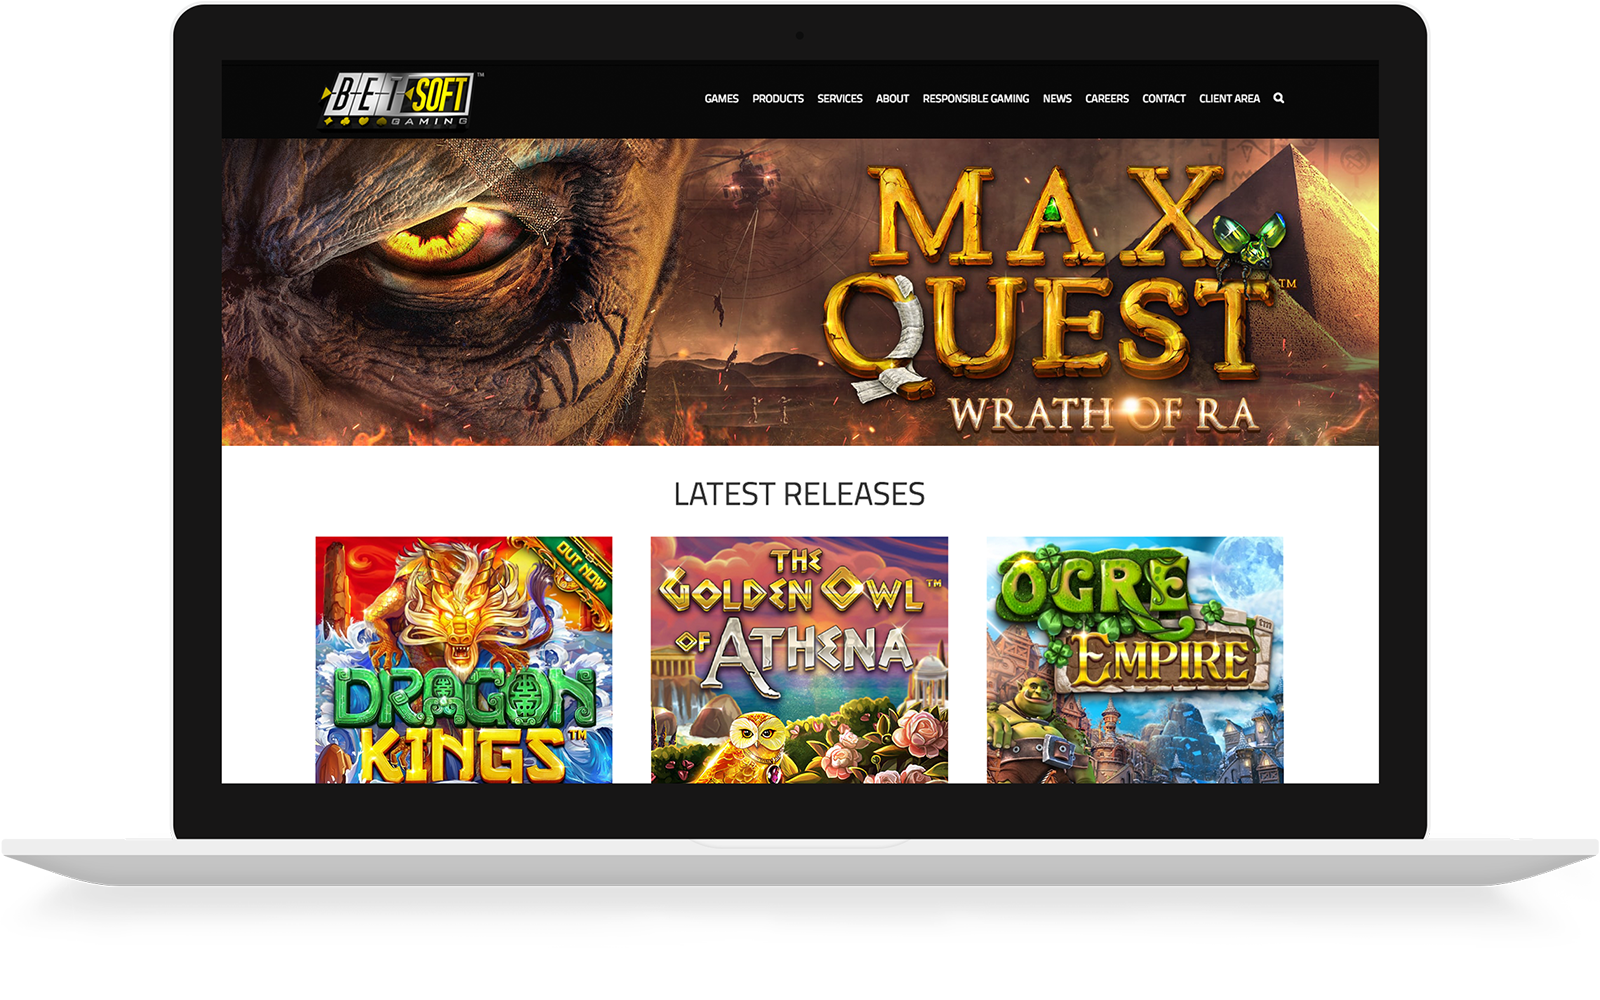 BETSOFT™
GAMING
GAMES PRODUCTS SERVICES ABOUT RESPONSIBLE GAMING NEWS CAREERS CONTACT CLIENT AREA
MAX
QUEST™
WRATH OF RA
LATEST RELEASES
OUT NOW
DRAGON
KINGS™
THE
GOLDEN OWL™
OF ATHENA
OGRE
EMPIRE™